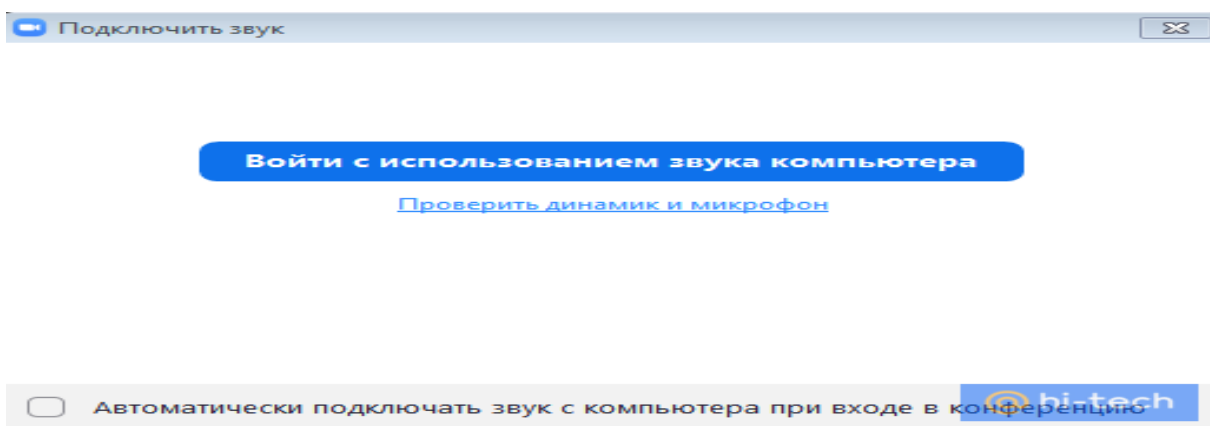 Подключить звук
Войти с использованием звука компьютера
Проверить динамик и микрофон
Автоматически подключать звук с компьютера при входе в конференцию
bi-tech